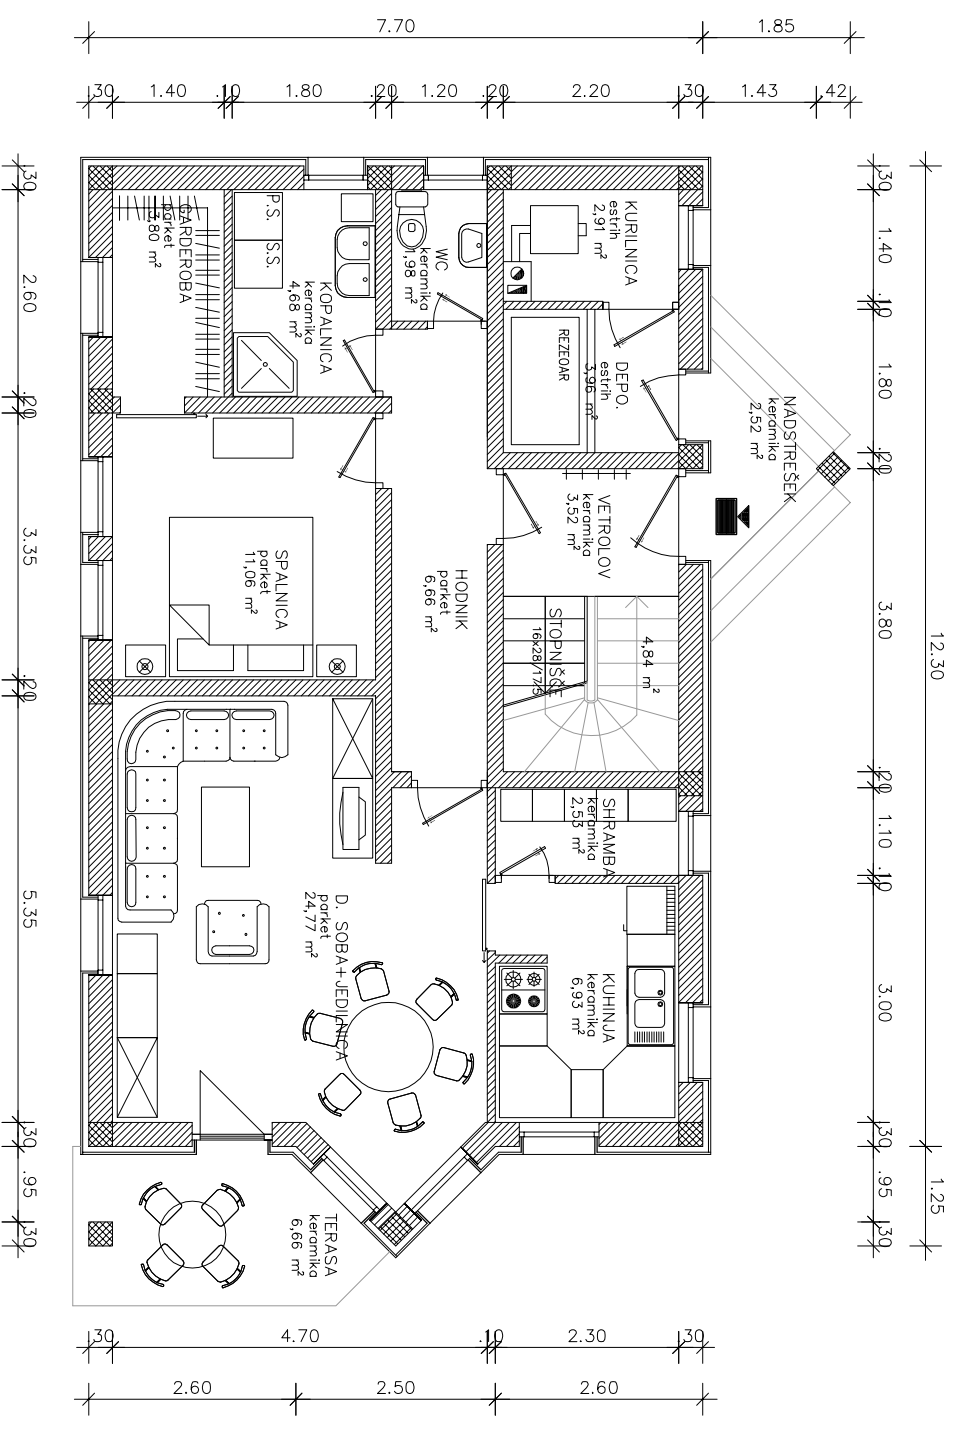 7.70
1.85
.30
1.40
.10
1.80
.20
1.20
.20
2.20
.30
1.43
.42
.30
2.60
.20
3.35
.20
5.35
.30
.95
.30
.30
1.40
.10
1.80
.20
3.80
.20
1.10
.10
3.00
.30
.95
.30
12.30
1.25
GARDEROBA
parket
3,80 m²
P.S.
S.S.
KOPALNICA
keramika
4,68 m²
WC
keramika
1,98 m²
KURILNICA
estrih
2,91 m²
REZEOAR
DEPO.
estrih
3,96 m²
NADSTREŠEK
keramika
2,52 m²
VETROLOV
keramika
3,52 m²
SPALNICA
parket
11,06 m²
HODNIK
parket
6,66 m²
STOPNIŠČE
16x28/17,5
4,84 m²
SHRAMBA
keramika
2,53 m²
D. SOBA+JEDILNICA
parket
24,77 m²
KUHINJA
keramika
6,93 m²
TERASA
keramika
6,66 m²
.30
4.70
.10
2.30
.30
2.60
2.50
2.60